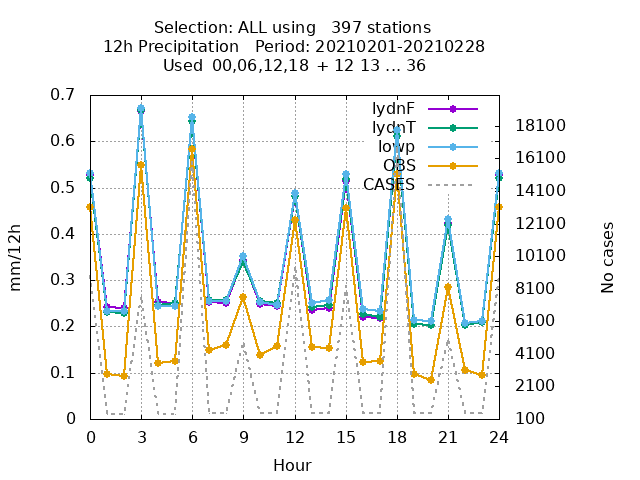 Selection: ALL using   397 stations
12h Precipitation   Period: 20210201-20210228
Used  00,06,12,18 + 12 13 ... 36
lydnF
lydnT
lowp
OBS
CASES
mm/12h
0.7
0.6
0.5
0.4
0.3
0.2
0.1
0
18100
16100
14100
12100
10100
8100
6100
4100
2100
100
No cases
0 3 6 9 12 15 18 21 24
Hour